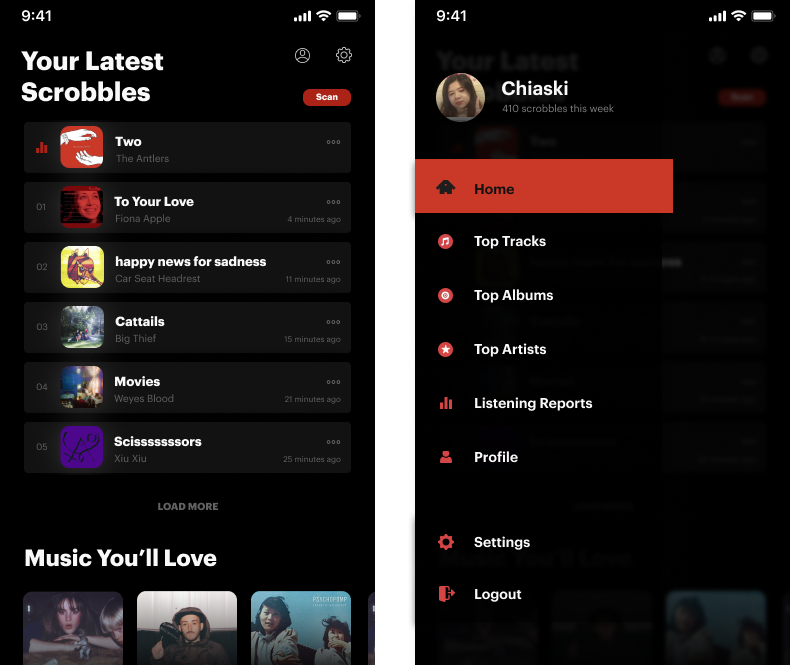 9:41
Your Latest
Scrobbles
Scan
Two
The Antlers
01
To Your Love
Fiona Apple
4 minutes ago
02
happy news for sadness
Car Seat Headrest
11 minutes ago
03
Cattails
Big Thief
15 minutes ago
04
Movies
Weyes Blood
21 minutes ago
05
Scisssssssors
Xiu Xiu
25 minutes ago
LOAD MORE
Music You’ll Love
9:41
Chiaski
410 scrobbles this week
Home
Top Tracks
Top Albums
Top Artists
Listening Reports
Profile
Settings
Logout